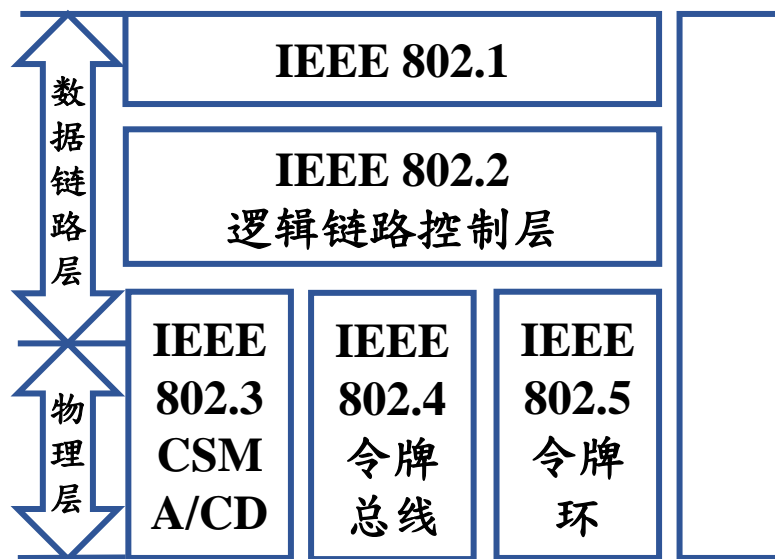 数据链路层
物理层
IEEE 802.1
IEEE 802.2
逻辑链路控制层
IEEE
802.3
CSM
A/CD
IEEE
802.4
令牌
总线
IEEE
802.5
令牌
环